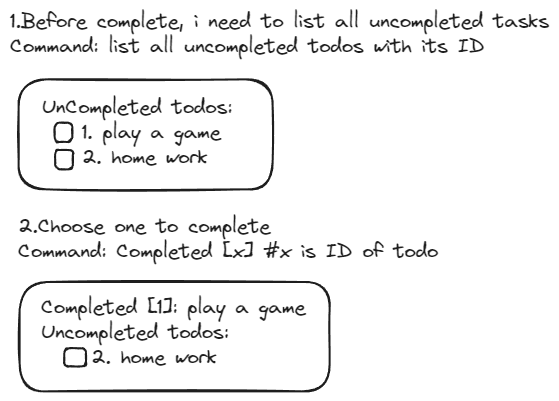 1.Before complete, i need to list all uncompleted tasks
Command: list all uncompleted todos with its ID
UnCompleted todos:
1. play a game
2. home work
2.Choose one to complete
Command: Completed [x] #x is ID of todo
Completed [1]: play a game
Uncompleted todos:
2. home work